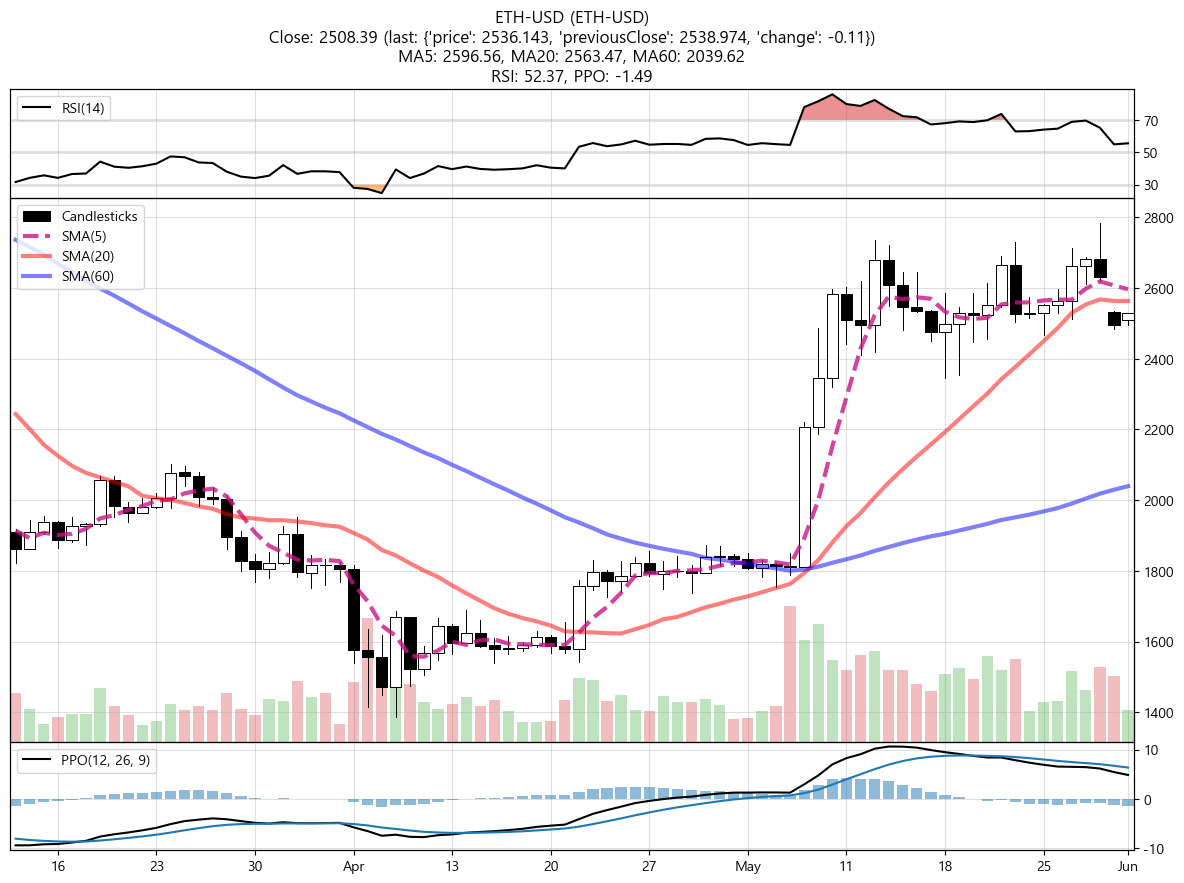 ETH-USD (ETH-USD)
Close: 2508.39 (last: {'price': 2536.143, 'previousClose': 2538.974, 'change': -0.11})
MA5: 2596.56, MA20: 2563.47, MA60: 2039.62
RSI: 52.37, PPO: -1.49
RSI(14)
70
50
30
Candlesticks
SMA(5)
SMA(20)
SMA(60)
2800
2600
2400
2200
2000
1800
1600
1400
PPO(12, 26, 9)
10
0
-10
16 23 30 Apr 13 20 27 May 11 18 25 Jun